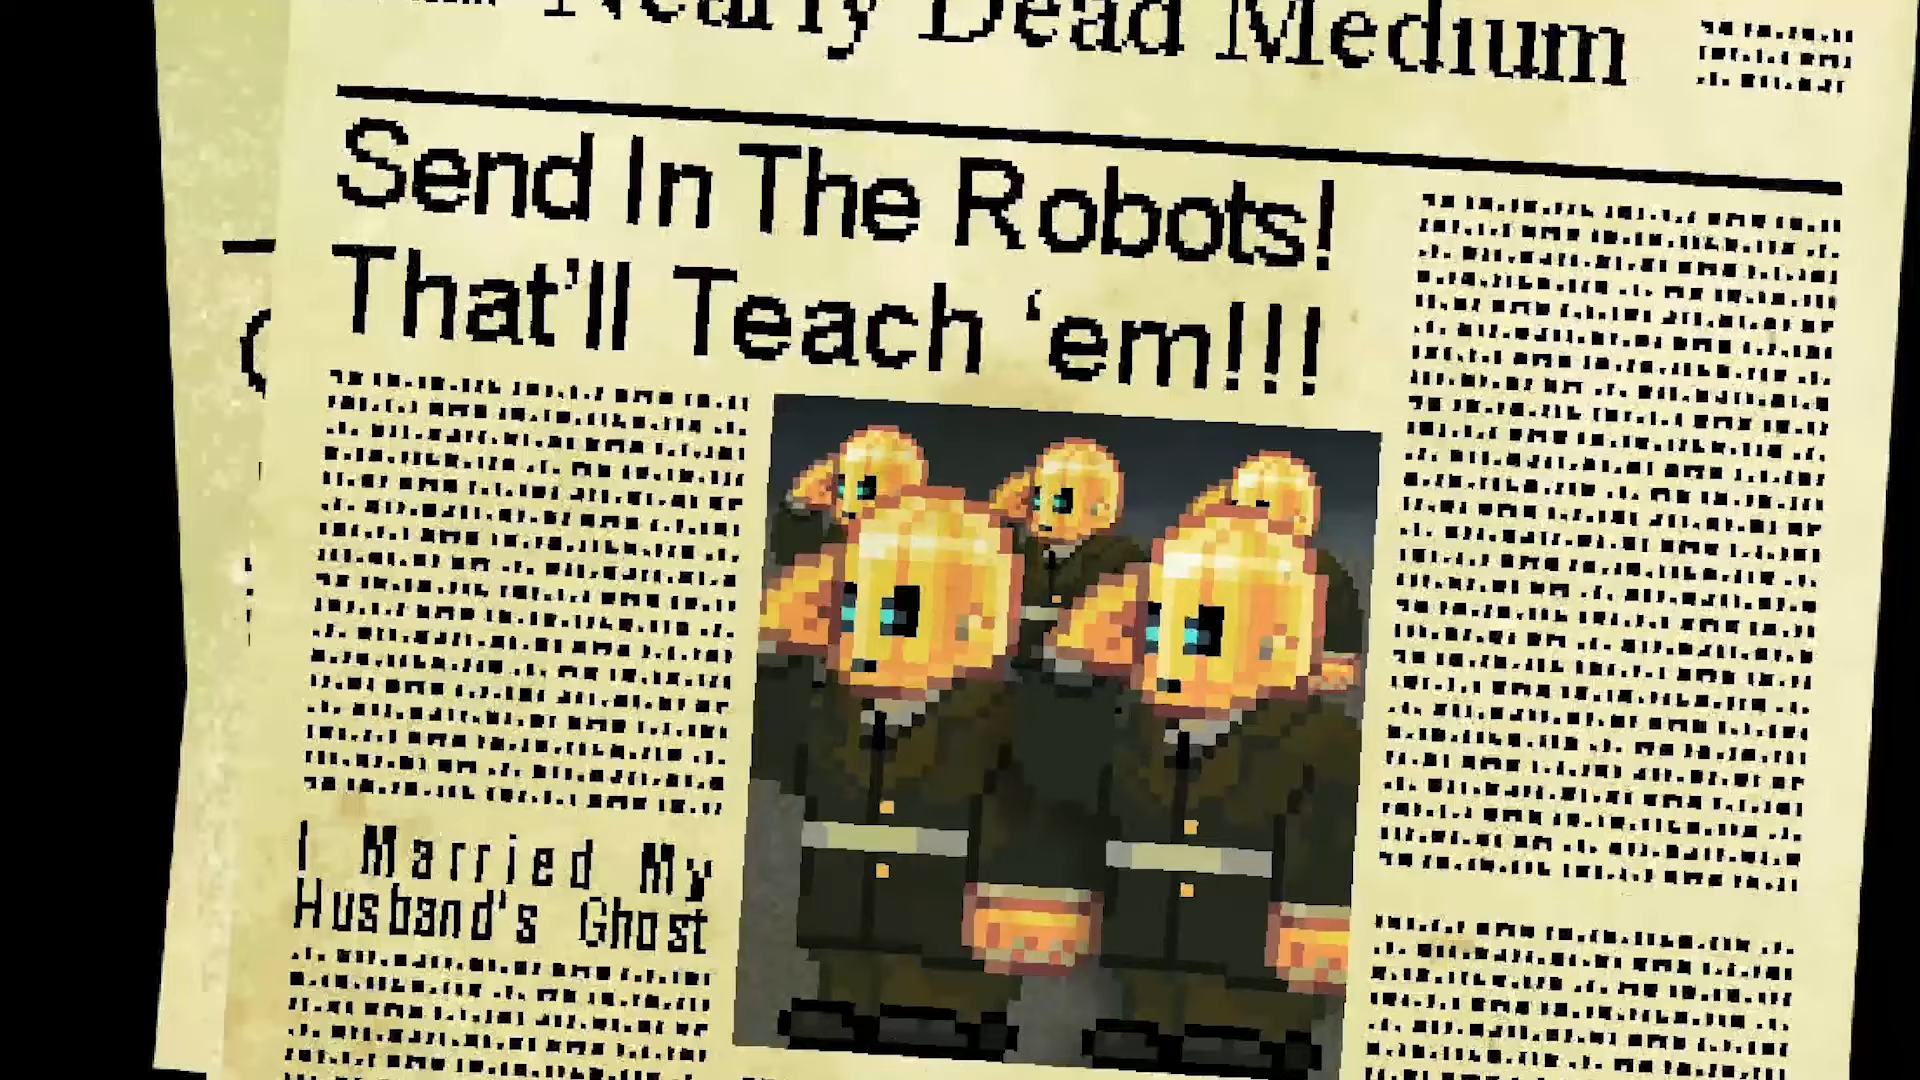 Nearly Dead Medium
Send In The Robots!
That'll Teach ‘em!!!
I Married My
Husband's Ghost